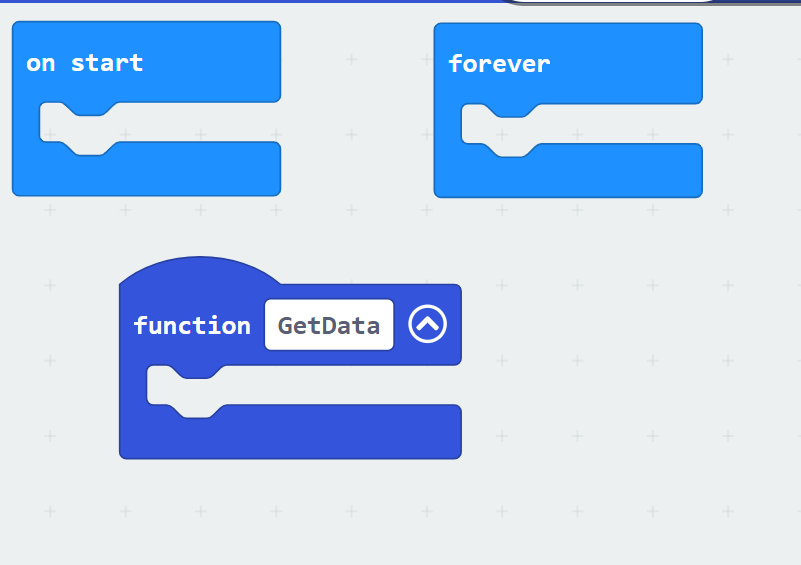 on start
forever
function GetData